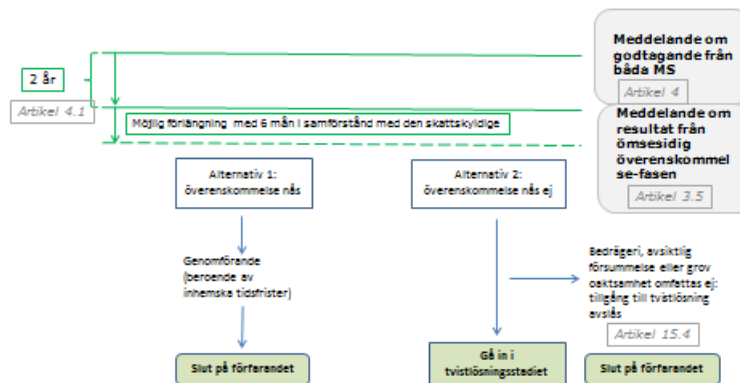 Meddelande om
godtagande från
båda MS
Artikel 4
2 år
Artikel 4.1
Möjlig förlängning med 6 mån i samförstånd med den skattskyldige
Meddelande om
resultat från
ömsesidig
överenskommel
se-fasen
Artikel 3.5
Alternativ 1:
överenskommelse nås
Alternativ 2:
överenskommelse nås ej
Genomförande
(beroende av
inhemska tidsfrister)
Bedrägeri, avsiktlig
försummelse eller grov
oaktsamhet omfattas ej:
tillgång till tvistlösning
avslås
Artikel 15.4
Slut på förfarandet
Gå in i
tvistlösningsstadiet
Slut på förfarandet